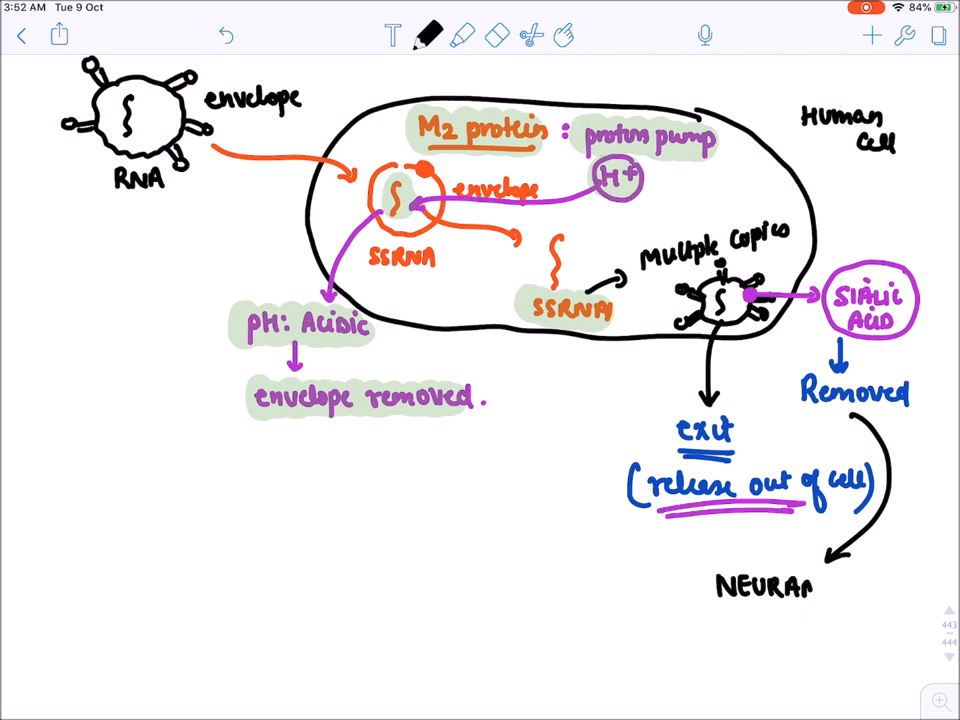 3:52 AM Tue 9 Oct
84%
T
envelope
RNA
M2 protein : proton pump
H+
Human
cell
envelope
SSRNA
Multiple copies
SSRNA
SIALIC
ACID
pH: Acidic
envelope removed.
Removed
exit
(release out of cell)
NEURAM
443
444